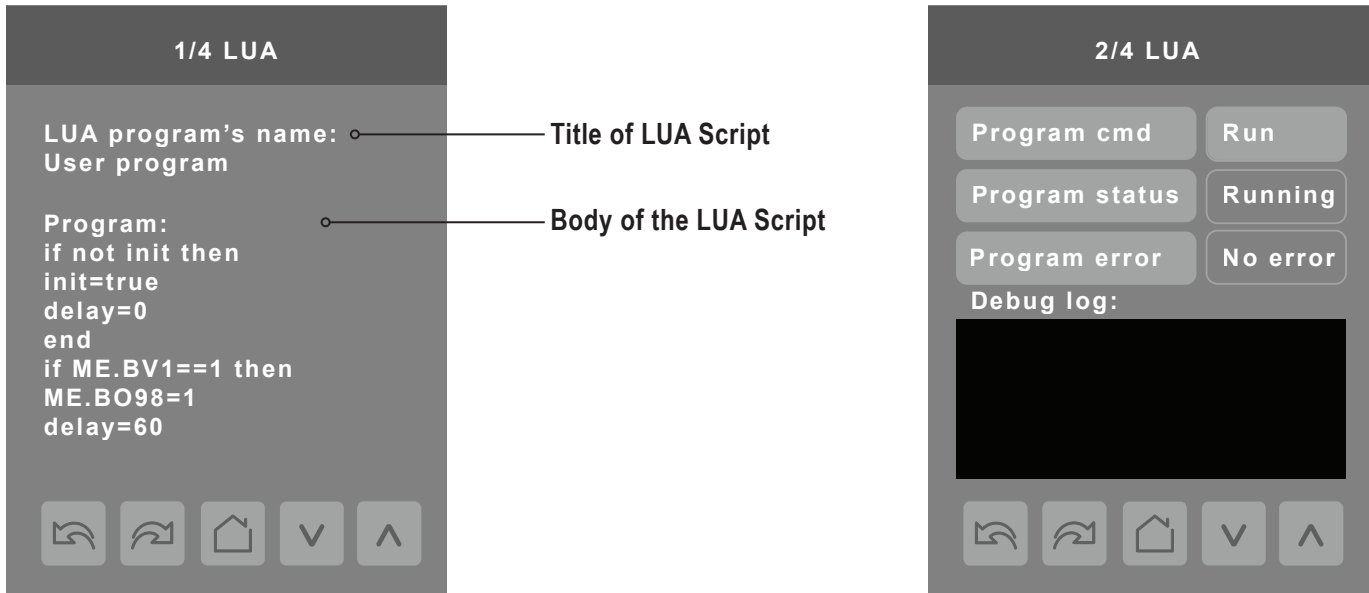 1/4 LUA
LUA program’s name:
User program
Program:
if not init then
init=true
delay=0
end
if ME.BV1==1 then
ME.BO98=1
delay=60
Title of LUA Script
Body of the LUA Script
2/4 LUA
Program cmd Run
Program status Running
Program error No error
Debug log: